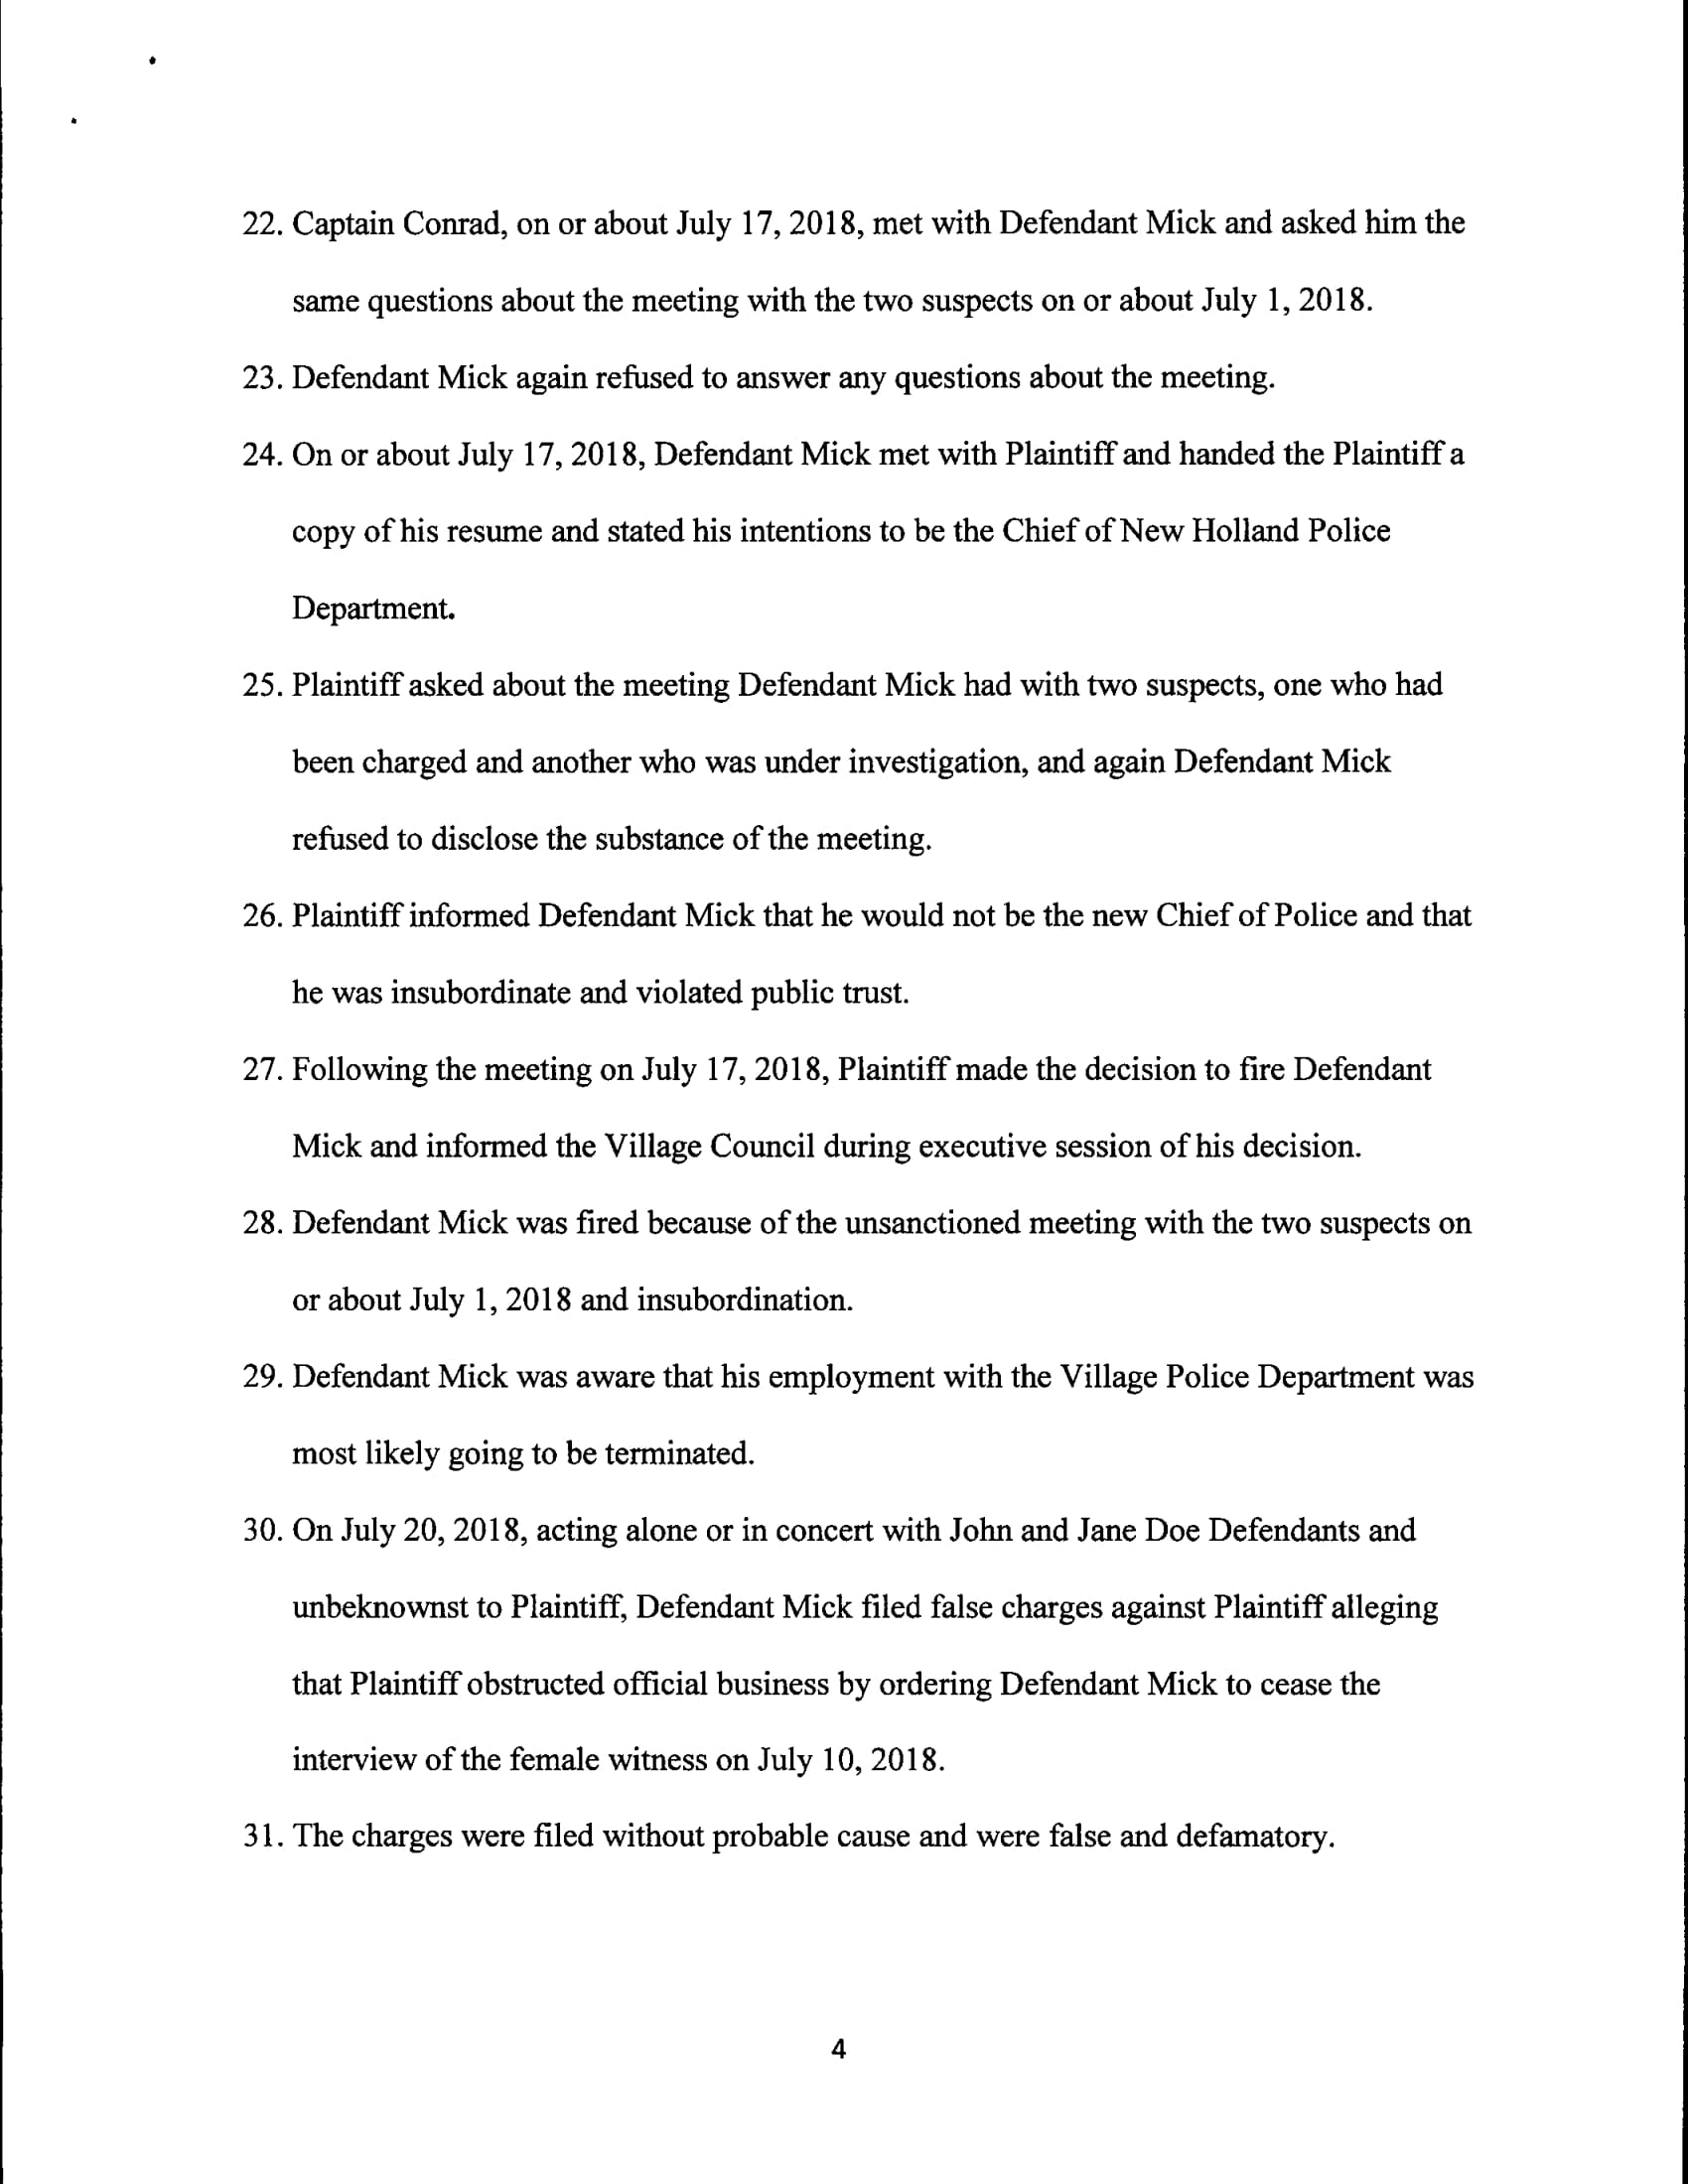 22. Captain Conrad, on or about July 17, 2018, met with Defendant Mick and asked him the
same questions about the meeting with the two suspects on or about July 1, 2018.
23. Defendant Mick again refused to answer any questions about the meeting.
24. On or about July 17, 2018, Defendant Mick met with Plaintiff and handed the Plaintiff a
copy of his resume and stated his intentions to be the Chief of New Holland Police
Department.
25. Plaintiff asked about the meeting Defendant Mick had with two suspects, one who had
been charged and another who was under investigation, and again Defendant Mick
refused to disclose the substance of the meeting.
26. Plaintiff informed Defendant Mick that he would not be the new Chief of Police and that
he was insubordinate and violated public trust.
27. Following the meeting on July 17, 2018, Plaintiff made the decision to fire Defendant
Mick and informed the Village Council during executive session of his decision.
28. Defendant Mick was fired because of the unsanctioned meeting with the two suspects on
or about July 1, 2018 and insubordination.
29. Defendant Mick was aware that his employment with the Village Police Department was
most likely going to be terminated.
30. On July 20, 2018, acting alone or in concert with John and Jane Doe Defendants and
unbeknownst to Plaintiff, Defendant Mick filed false charges against Plaintiff alleging
that Plaintiff obstructed official business by ordering Defendant Mick to cease the
interview of the female witness on July 10, 2018.
31. The charges were filed without probable cause and were false and defamatory.
4